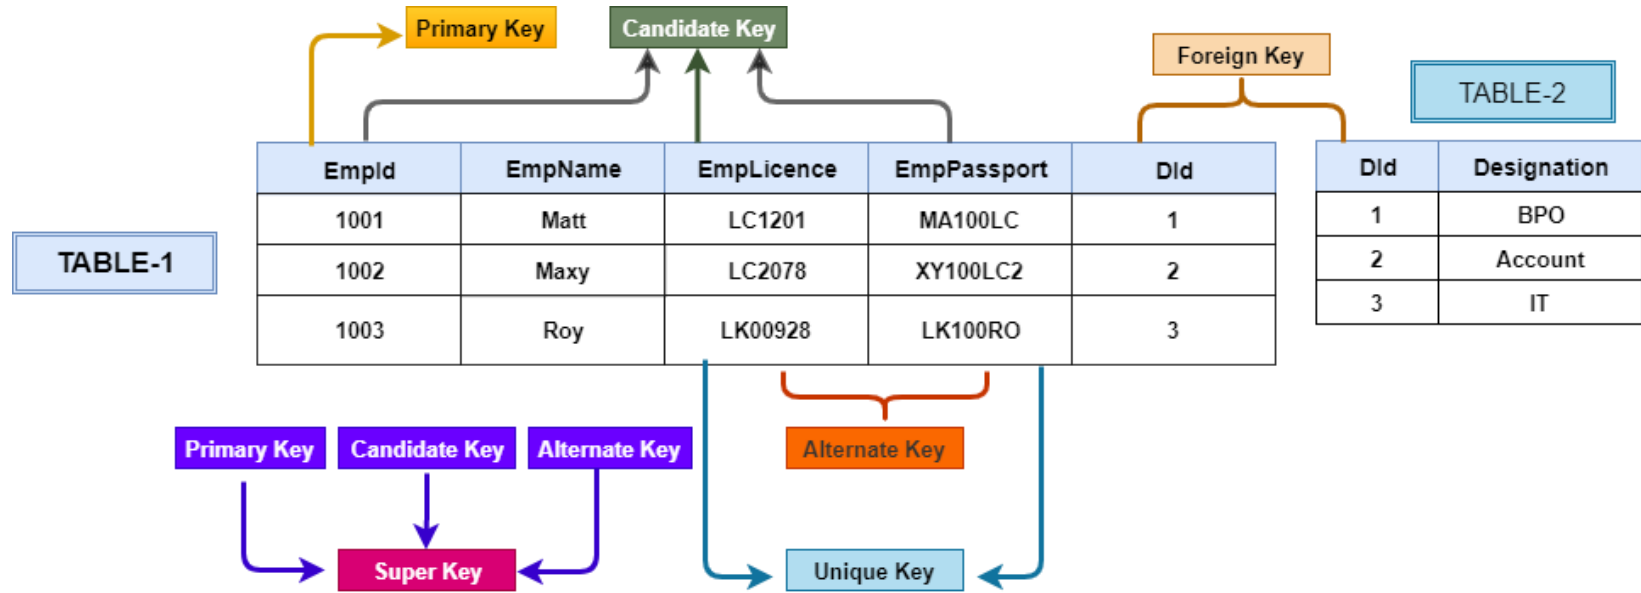 Primary Key
Candidate Key
Foreign Key
TABLE-2
EmpId EmpName EmpLicence EmpPassport DId
1001 Matt LC1201 MA100LC 1
1002 Maxy LC2078 XY100LC2 2
1003 Roy LK00928 LK100RO 3
DId Designation
1 BPO
2 Account
3 IT
TABLE-1
Primary Key
Candidate Key
Alternate Key
Alternate Key
Super Key
Unique Key